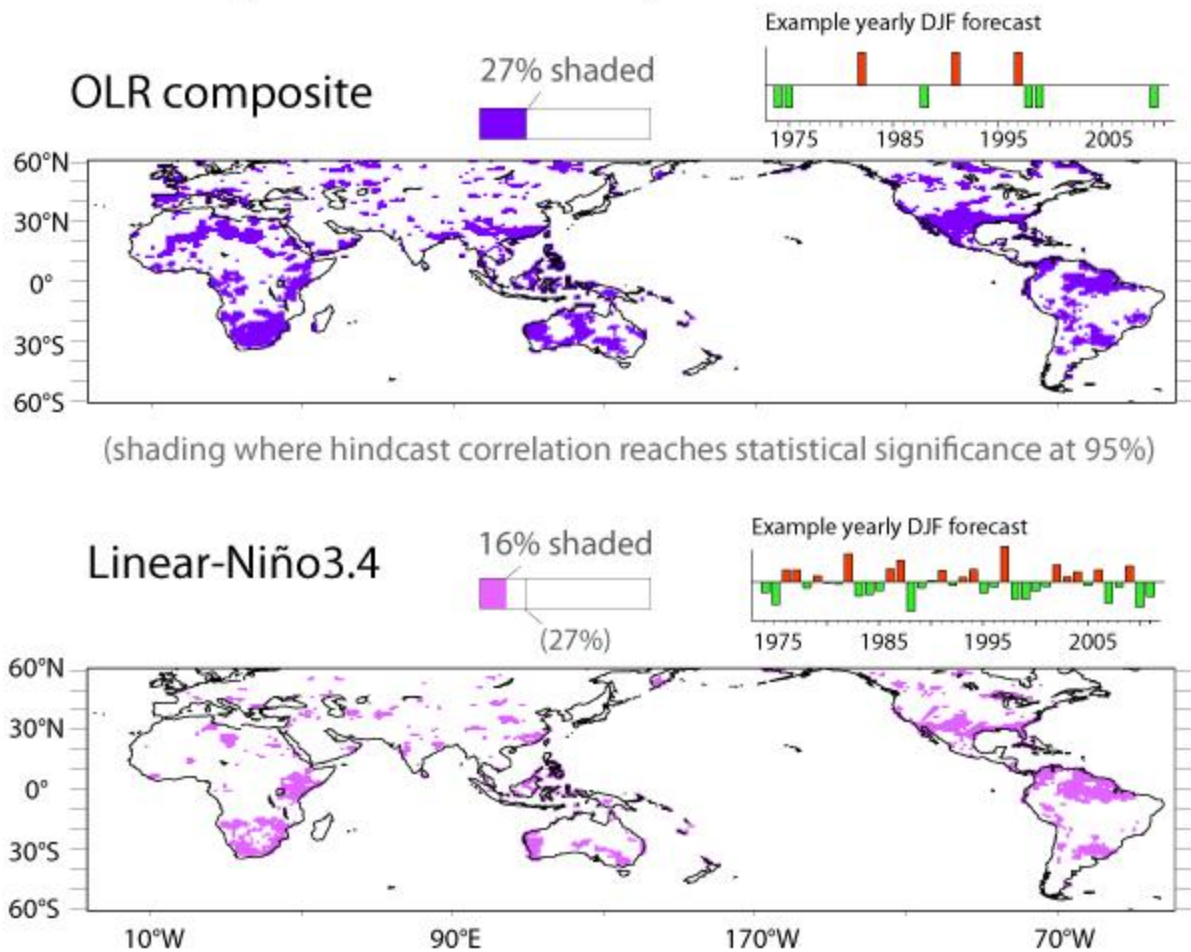 Example yearly DJF forecast
27% shaded
OLR composite
1975 1985 1995 2005
60°N
30°N
0°
30°S
60°S
(shading where hindcast correlation reaches statistical significance at 95%)
Example yearly DJF forecast
16% shaded
Linear-Niño3.4
(27%)
1975 1985 1995 2005
60°N
30°N
0°
30°S
60°S
10°W 90°E 170°W 70°W